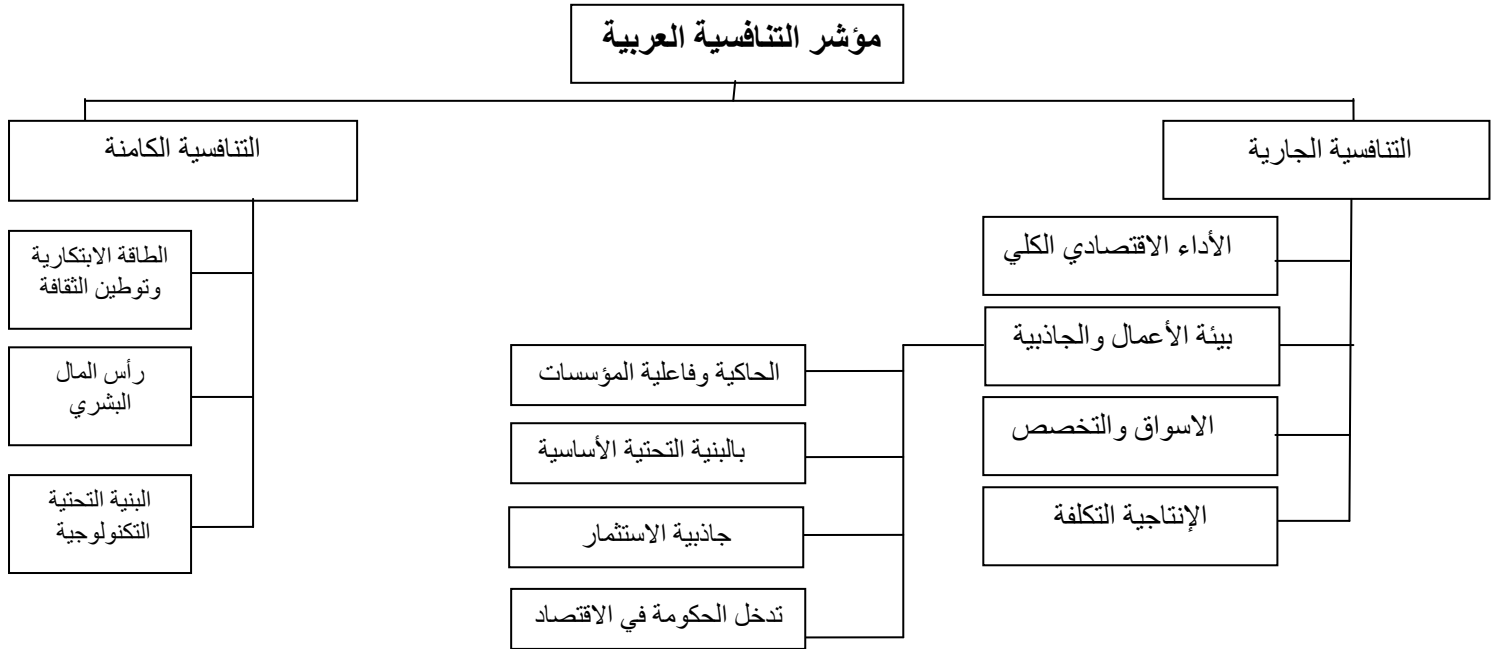 مؤشر التنافسية العربية
التنافسية الجارية
التنافسية الكامنة
الأداء الاقتصادي الكلي
بيئة الأعمال والجاذبية
الاسواق والتخصص
الإنتاجية التكلفة
الحاكية وفاعلية المؤسسات
بالبنية التحتية الأساسية
جاذبية الاستثمار
تدخل الحكومة في الاقتصاد
الطاقة الابتكارية
وتوطين الثقافة
رأس المال
البشري
البنية التحتية
التكنولوجية